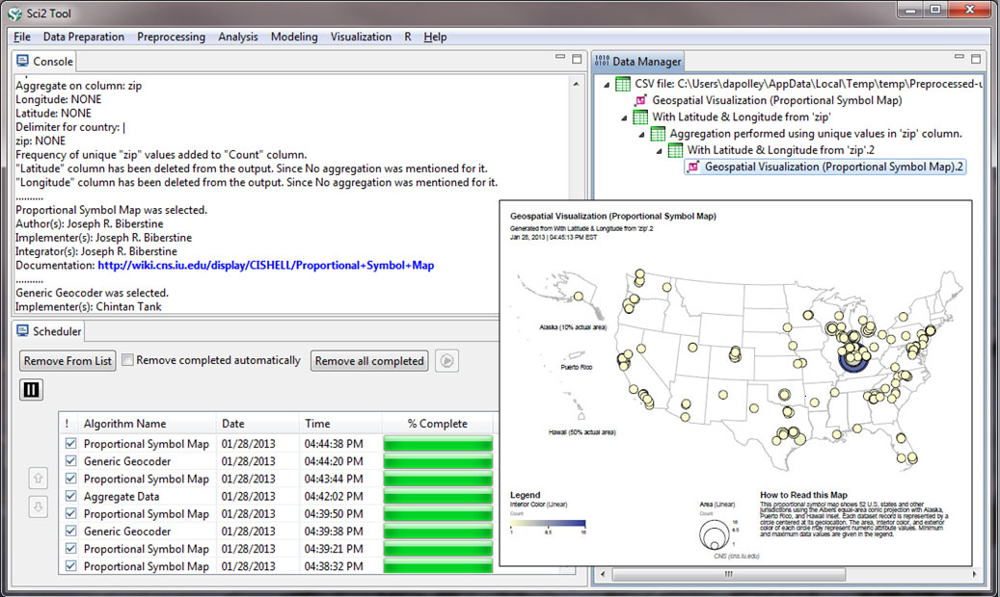 Sci2 Tool
File Data Preparation Preprocessing Analysis Modeling Visualization R Help
Console
Aggregate on column: zip
Longitude: NONE
Latitude: NONE
Delimiter for country: |
zip: NONE
Frequency of unique "zip" values added to "Count" column.
"Latitude" column has been deleted from the output. Since No aggregation was mentioned for it.
"Longitude" column has been deleted from the output. Since No aggregation was mentioned for it.
..........
Proportional Symbol Map was selected.
Author(s): Joseph R. Biberstine
Implementer(s): Joseph R. Biberstine
Integrator(s): Joseph R. Biberstine
Documentation: http://wiki.cns.iu.edu/display/CISHELL/Proportional+Symbol+Map
..........
Generic Geocoder was selected.
Implementer(s): Chintan Tank
Scheduler
Remove From List Remove completed automatically Remove all completed
! Algorithm Name Date Time % Complete
Proportional Symbol Map 01/28/2013 04:44:38 PM
Generic Geocoder 01/28/2013 04:44:20 PM
Proportional Symbol Map 01/28/2013 04:43:44 PM
Aggregate Data 01/28/2013 04:42:02 PM
Proportional Symbol Map 01/28/2013 04:39:50 PM
Generic Geocoder 01/28/2013 04:39:38 PM
Proportional Symbol Map 01/28/2013 04:39:21 PM
Proportional Symbol Map 01/28/2013 04:38:32 PM
1010
0101
Data Manager
CSV file: C:\Users\dapolley\AppData\Local\Temp\temp\Preprocessed-u
Geospatial Visualization (Proportional Symbol Map)
With Latitude & Longitude from 'zip'
Aggregation performed using unique values in 'zip' column.
With Latitude & Longitude from 'zip'.2
Geospatial Visualization (Proportional Symbol Map).2
Geospatial Visualization (Proportional Symbol Map)
Generated from With Latitude & Longitude from 'zip'.2
Jan 28, 2013 | 04:45:13 PM EST
Alaska (10% actual area)
Puerto Rico
Hawaii (50% actual area)
Legend
Interior Color (Linear)
Count
1 8.5 16
Area (Linear)
Count
16
8.5
1
CNS (cns.iu.edu)
How to Read this Map
This proportional symbol map shows 52 U.S. states and other
jurisdictions using the Albers equal-area conic projection with Alaska,
Puerto Rico, and Hawaii inset. Each dataset record is represented by a
circle centered at its geolocation. The area, interior color, and exterior
color of each circle may represent numeric attribute values. Minimum
and maximum data values are given in the legend.